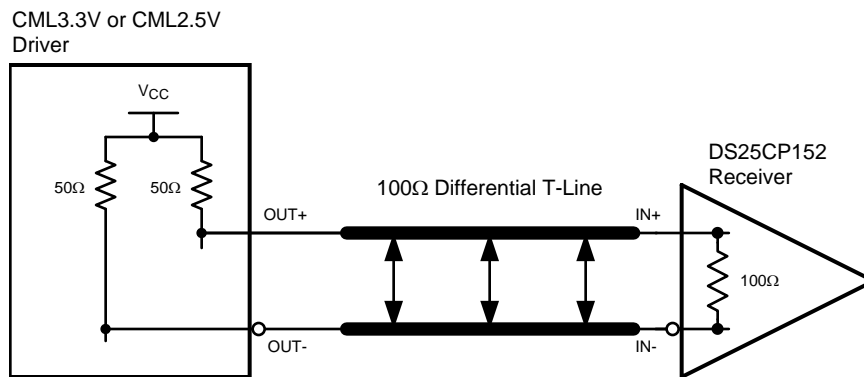 CML3.3V or CML2.5V
Driver
VCC
50Ω
50Ω
OUT+
OUT-
100Ω Differential T-Line
IN+
IN-
DS25CP152
Receiver
100Ω